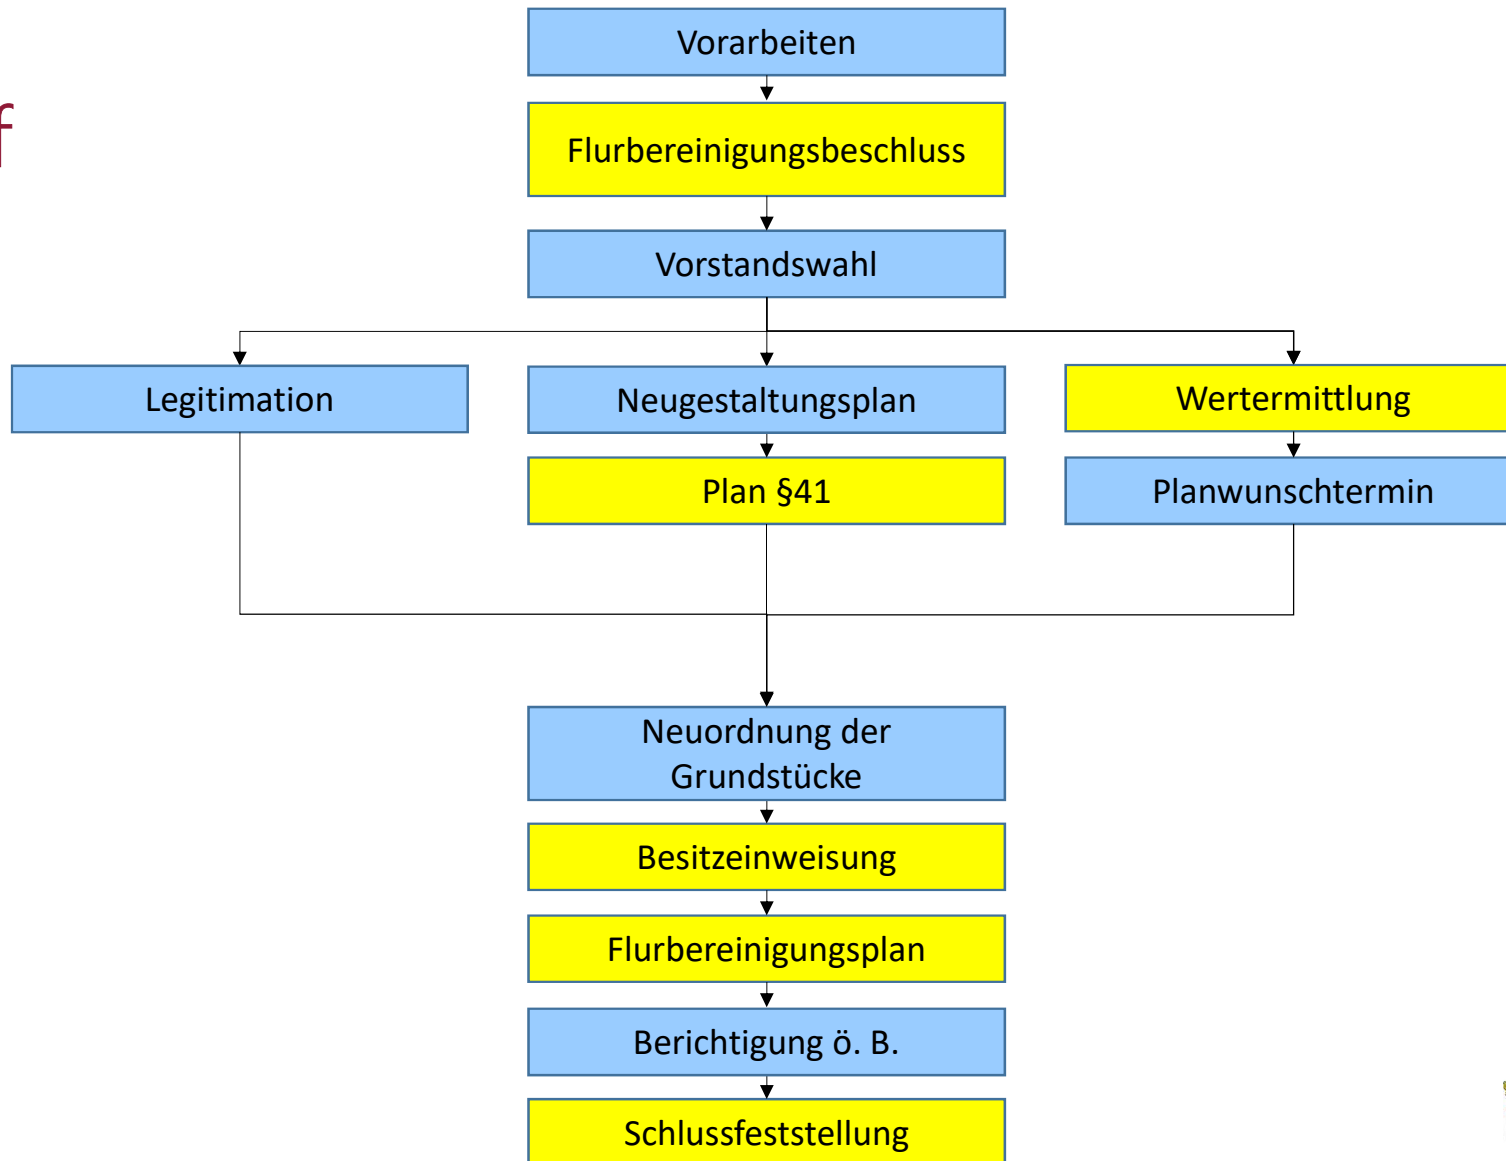 Vorarbeiten
f
Flurbereinigungsbeschluss
Vorstandswahl
Legitimation
Neugestaltungsplan
Wertermittlung
Plan §41
Planwunschtermin
Neuordnung der
Grundstücke
Besitzeinweisung
Flurbereinigungsplan
Berichtigung ö. B.
Schlussfeststellung